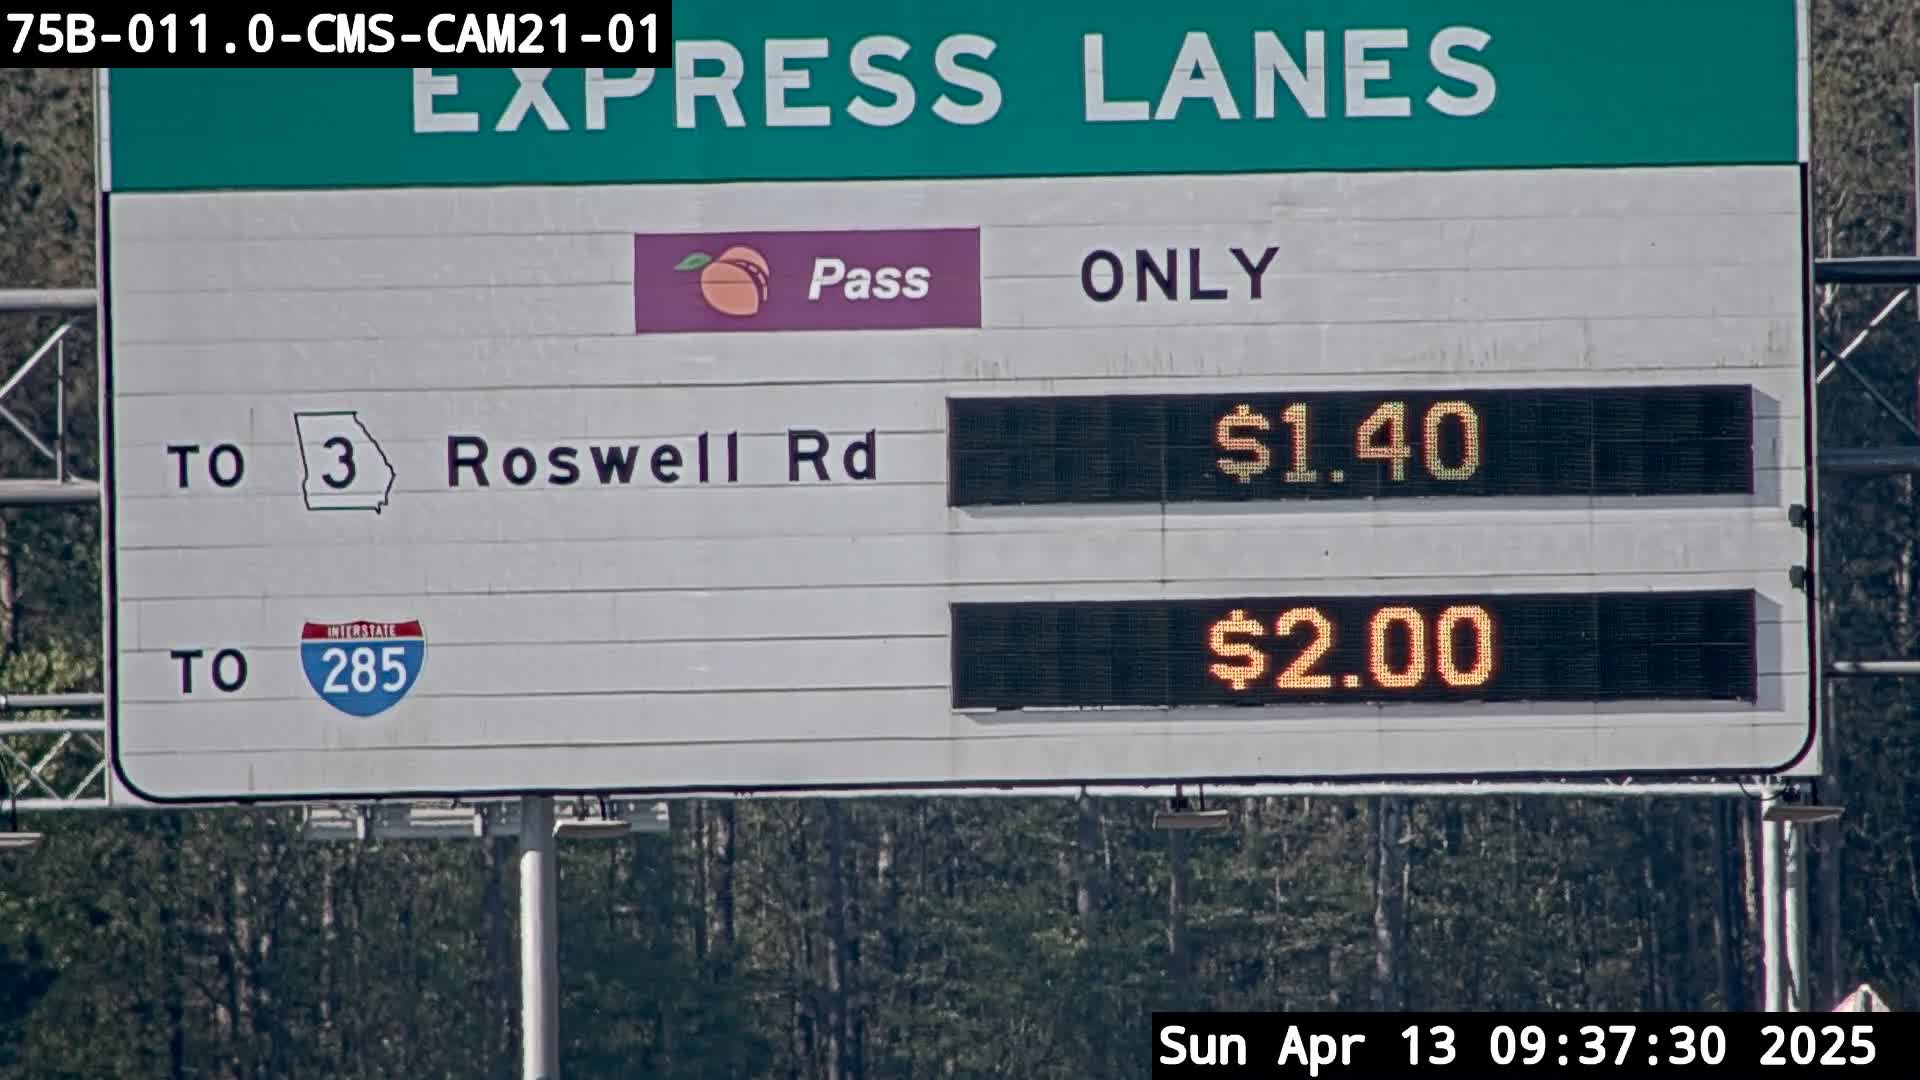 75B-011.0-CMS-CAM21-01
EXPRESS LANES
Pass ONLY
TO 3 Roswell Rd $1.40
INTERSTATE
TO 285 $2.00
Sun Apr 13 09:37:30 2025